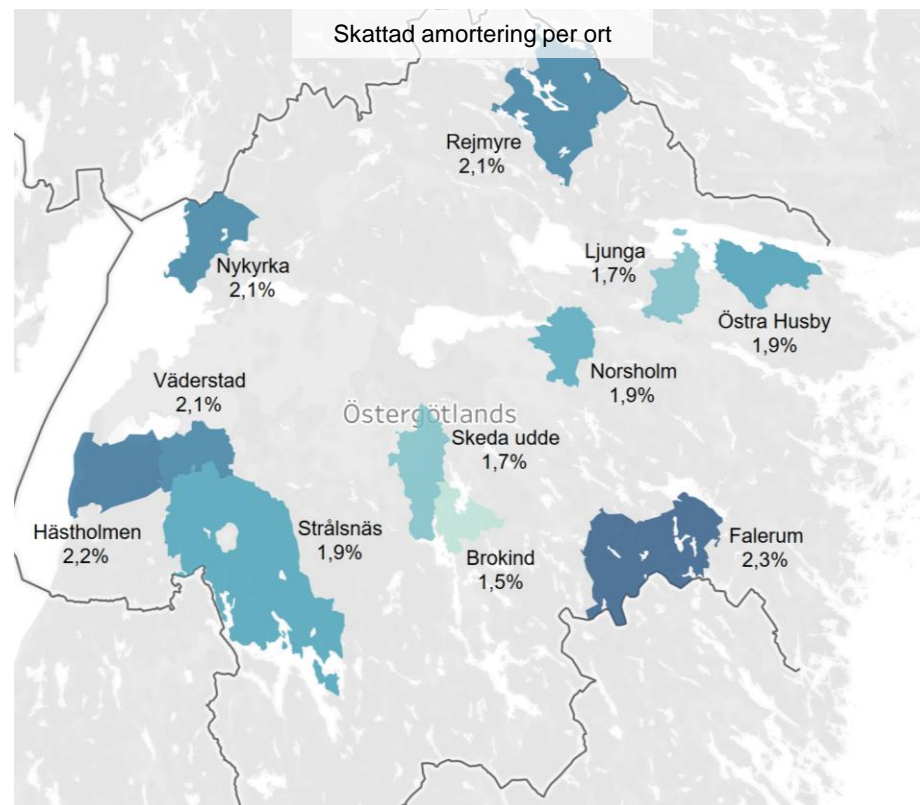 Skattad amortering per ort
Rejmyre
2,1%
Nykyrka
2,1%
Ljunga
1,7%
Östra Husby
1,9%
Norsholm
1,9%
Väderstad
2,1%
Östergötlands
Skeda udde
1,7%
Hästholmen
2,2%
Strålsnäs
1,9%
Brokind
1,5%
Falerum
2,3%